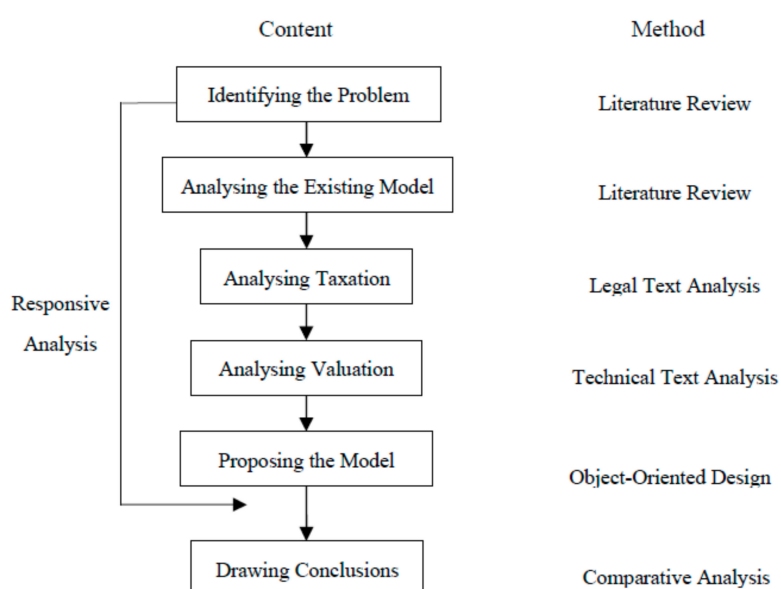 Content Method
Identifying the Problem Literature Review
Analysing the Existing Model Literature Review
Analysing Taxation Legal Text Analysis
Responsive
Analysis
Analysing Valuation Technical Text Analysis
Proposing the Model Object-Oriented Design
Drawing Conclusions Comparative Analysis